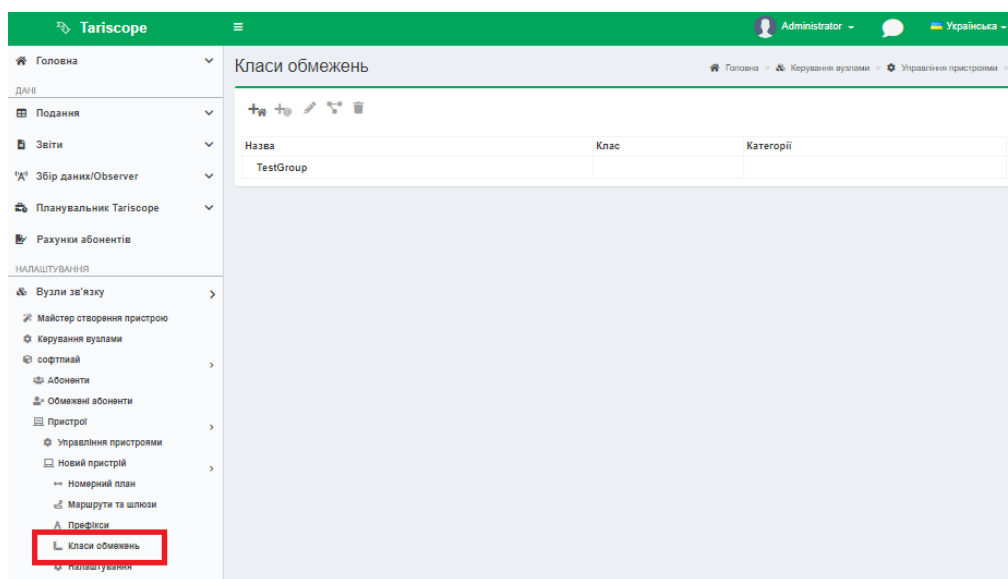 Tariscope
Administrator
Українська
Головна
ДАНІ
Подання
Звіти
Збір даних/Observer
Планувальник Tariscope
Рахунки абонентів
НАЛАШТУВАННЯ
Вузли зв'язку
Майстер створення пристрою
Керування вузлами
софтпиай
Абоненти
Обмежені абоненти
Пристрої
Управління пристроями
Новий пристрій
Номерний план
Маршрути та шлюзи
Префікси
Класи обмежень
Налаштування
Класи обмежень
Головна > Керування вузлами > Управління пристроями >
Назва Клас Категорії
TestGroup